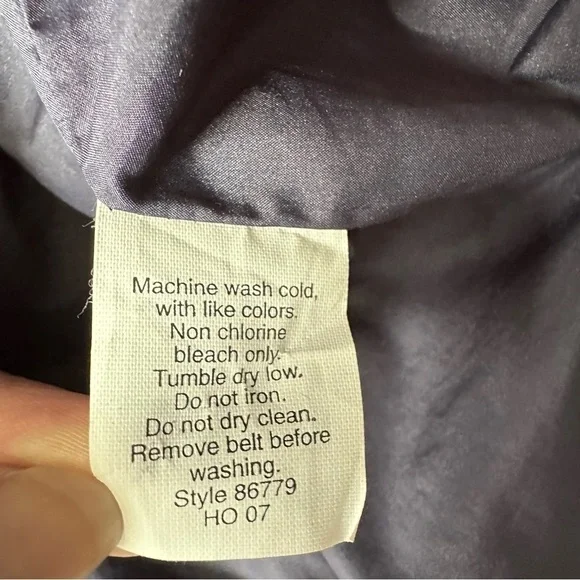 Machine wash cold,
with like colors.
Non chlorine
bleach only.
Tumble dry low.
Do not iron.
Do not dry clean.
Remove belt before
washing.
Style 86779
HO 07